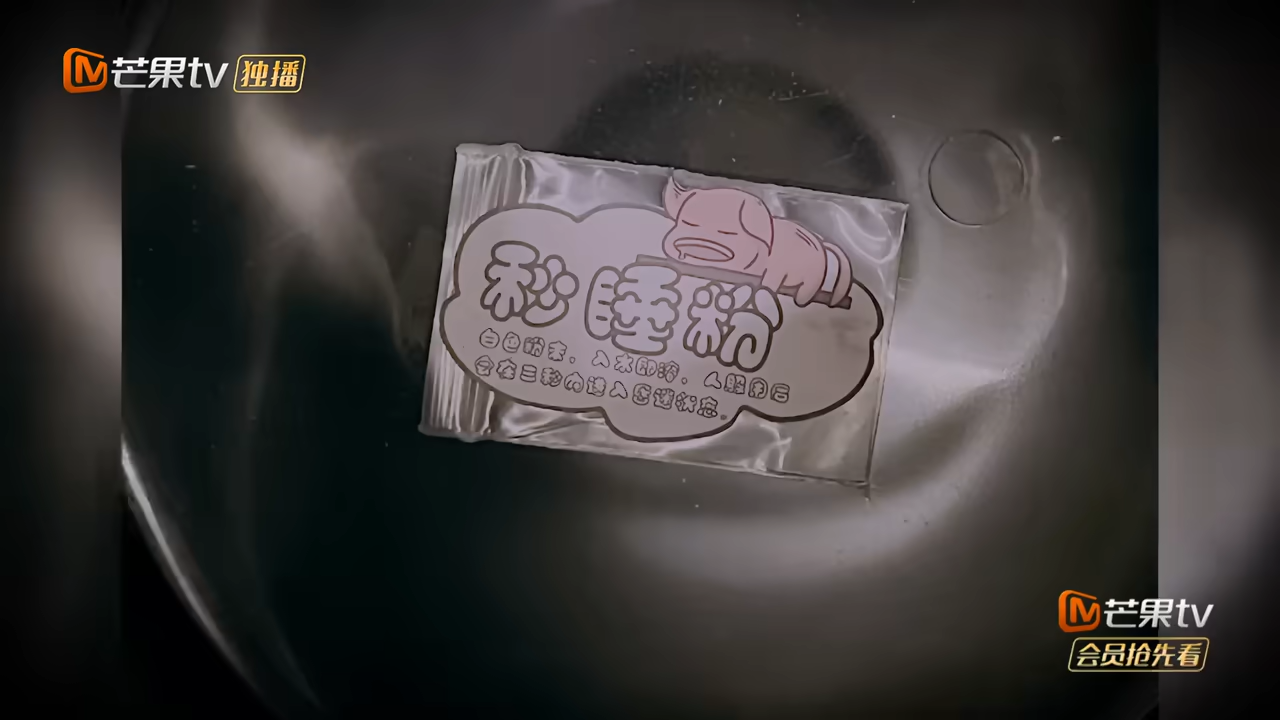 芒果tv 独播
秒睡粉
白色粉末，入水即溶，人服用后
会在三秒内进入昏迷状态。
芒果tv
会员抢先看